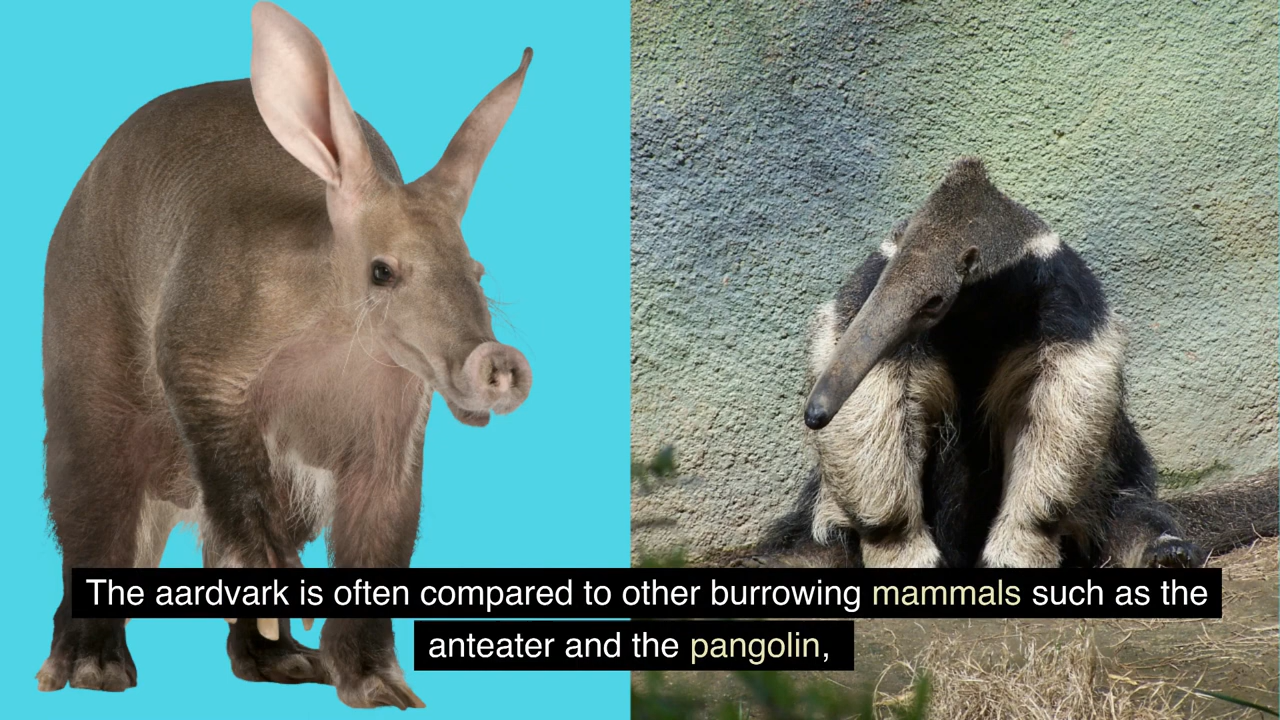 The aardvark is often compared to other burrowing mammals such as the
anteater and the pangolin,